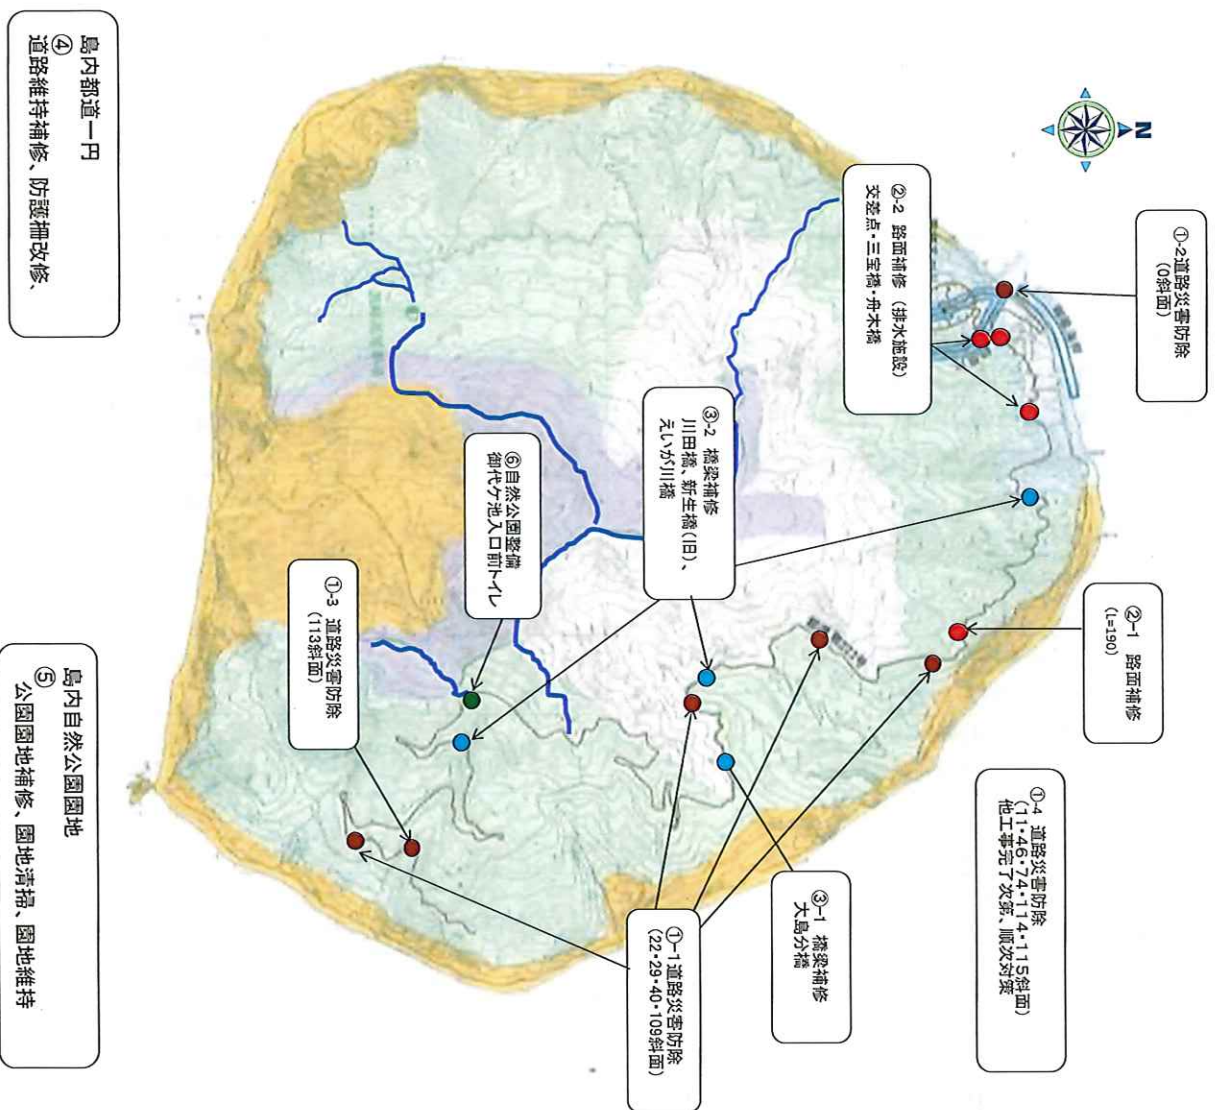 N
①-2道路災害防除
(0斜面)
②-2 路面補修 (排水施設)
交差点・三宝橋・舟木橋
②-1 路面補修
(L=190)
①-4 道路災害防除
(11・46・74・114・115斜面)
他工事完了次第、順次対策
③-2 橋梁補修
川田橋、新生橋(旧)、
えいが川橋
③-1 橋梁補修
大島分橋
①-1道路災害防除
(22・29・40・109斜面)
⑥自然公園整備
御代ケ池入口前トイレ
①-3 道路災害防除
(113斜面)
島内都道一円
④
道路維持補修、防護柵改修、
島内自然公園園地
⑤
公園園地補修、園地清掃、園地維持